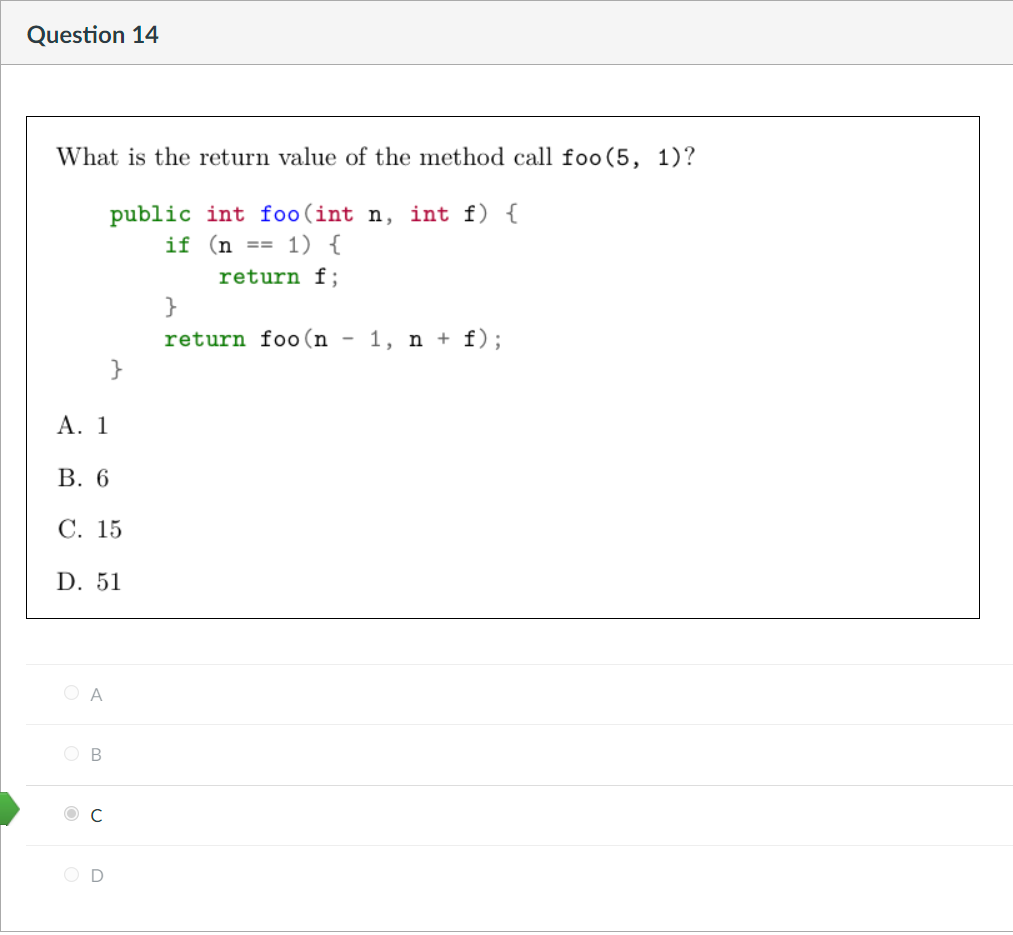 Question 14
What is the return value of the method call foo(5, 1)?
public int foo(int n, int f) {
if (n == 1) {
return f;
}
return foo(n - 1, n + f);
}
A. 1
B. 6
C. 15
D. 51
A
B
C
D